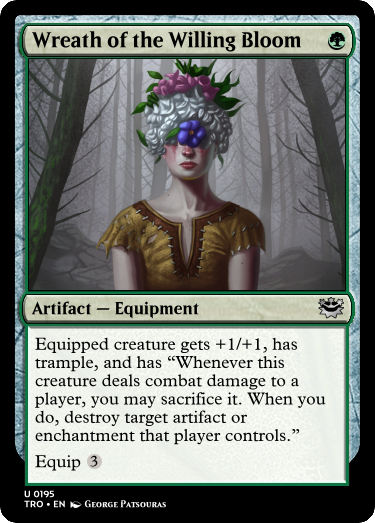 Wreath of the Willing Bloom
Artifact — Equipment
Equipped creature gets +1/+1, has
trample, and has “Whenever this
creature deals combat damage to a
player, you may sacrifice it. When you
do, destroy target artifact or
enchantment that player controls.”
Equip 3
U 0195
TRO • EN George Patsouras